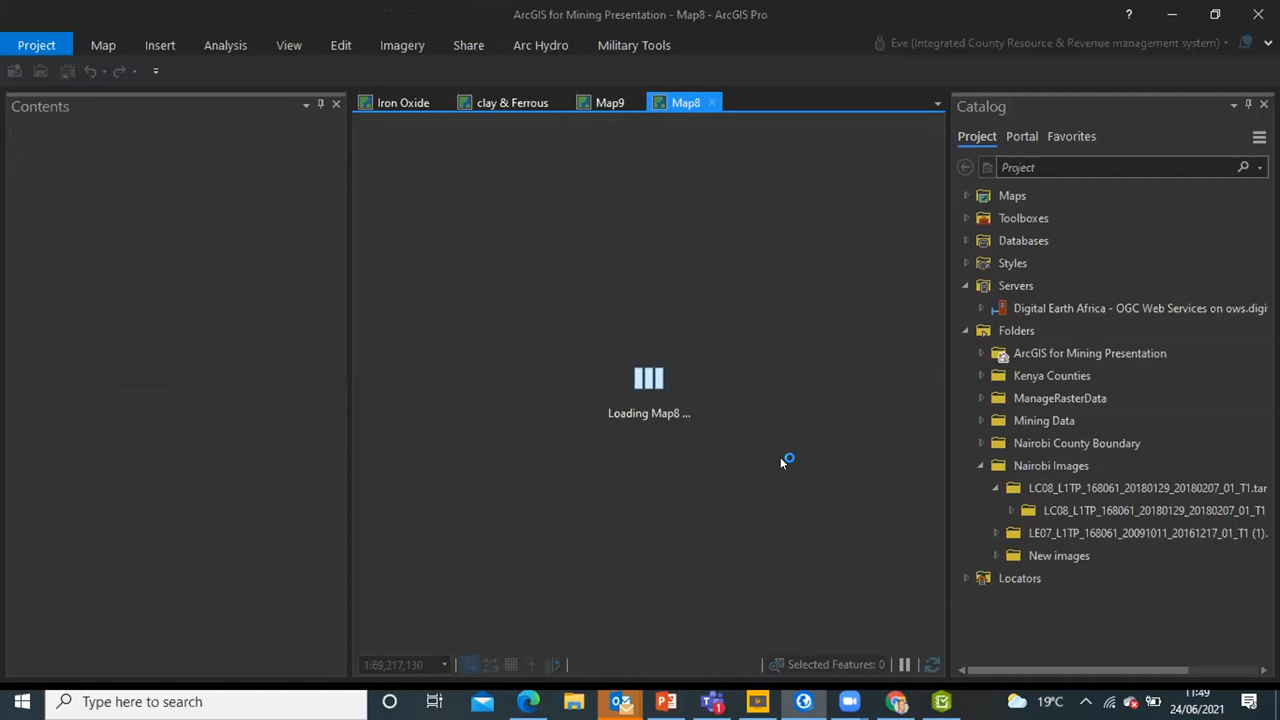 ArcGIS for Mining Presentation - Map8 - ArcGIS Pro
?
Project Map Insert Analysis View Edit Imagery Share Arc Hydro Military Tools
Eve (Integrated County Resource & Revenue management system)
Contents
Iron Oxide
clay & Ferrous
Map9
Map8
Loading Map8 ...
1:69,217,130
Selected Features: 0
Catalog
Project Portal Favorites
Project
Maps
Toolboxes
Databases
Styles
Servers
Digital Earth Africa - OGC Web Services on ows.digi
Folders
ArcGIS for Mining Presentation
Kenya Counties
ManageRasterData
Mining Data
Nairobi County Boundary
Nairobi Images
LC08_L1TP_168061_20180129_20180207_01_T1.tar
LC08_L1TP_168061_20180129_20180207_01_T1
LE07_L1TP_168061_20091011_20161217_01_T1 (1).
New images
Locators
Type here to search
19°C
11:49
24/06/2021